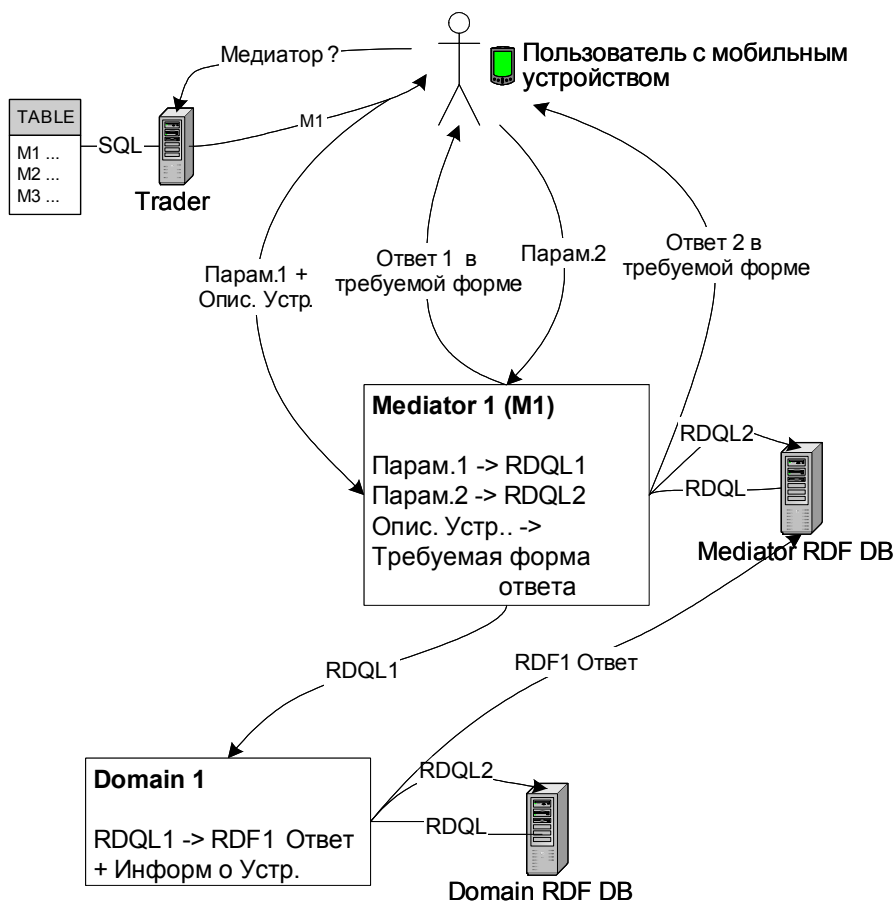 Медиатор ?
Пользователь с мобильным
устройством
TABLE
M1 ...
M2 ...
M3 ...
SQL
M1
Trader
Парам.1 +
Опис. Устр.
Ответ 1 в
требуемой форме
Парам.2
Ответ 2 в
требуемой форме
Mediator 1 (M1)
Парам.1 -> RDQL1
Парам.2 -> RDQL2
Опис. Устр.. ->
Требуемая форма
ответа
RDQL2
RDQL
Mediator RDF DB
RDQL1
RDF1 Ответ
Domain 1
RDQL1 -> RDF1 Ответ
+ Информ о Устр.
RDQL2
RDQL
Domain RDF DB